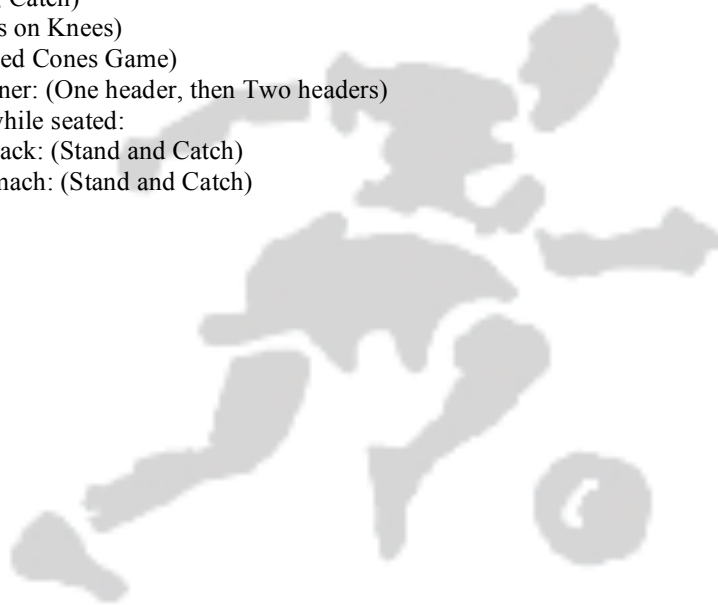 Catch)
s on Knees)
ed Cones Game)
ner: (One header, then Two headers)
while seated:
ack: (Stand and Catch)
mach: (Stand and Catch)